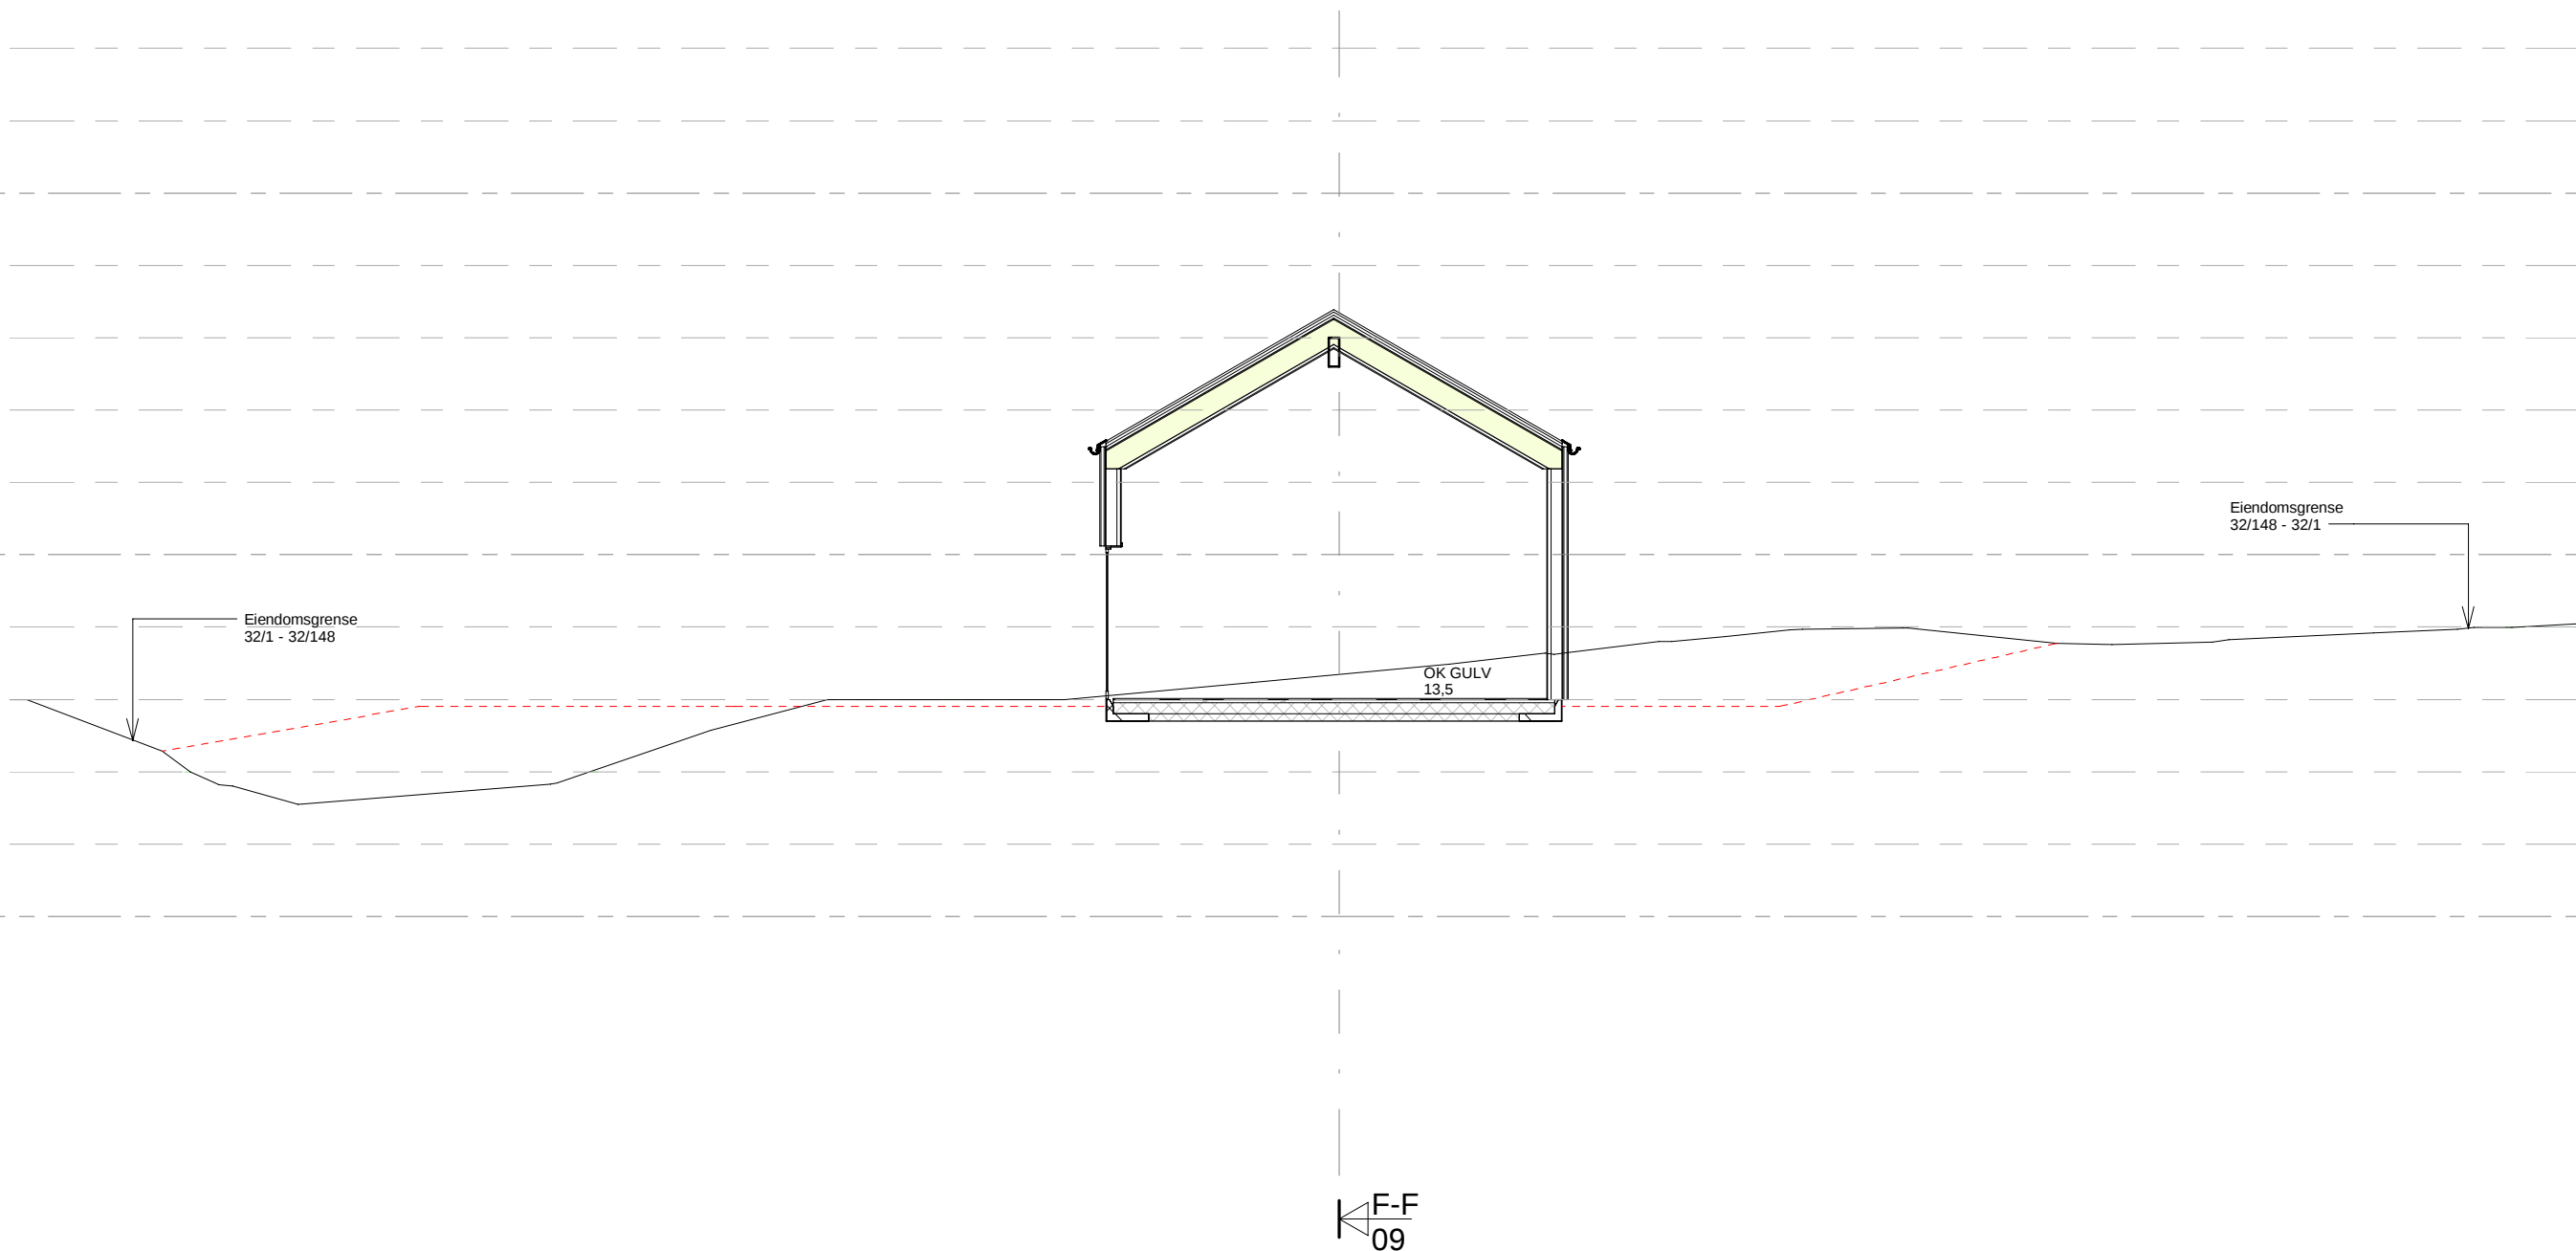 Eiendomsgrense
32/148 - 32/1
Eiendomsgrense
32/1 - 32/148
OK GULV
13,5
F-F
09